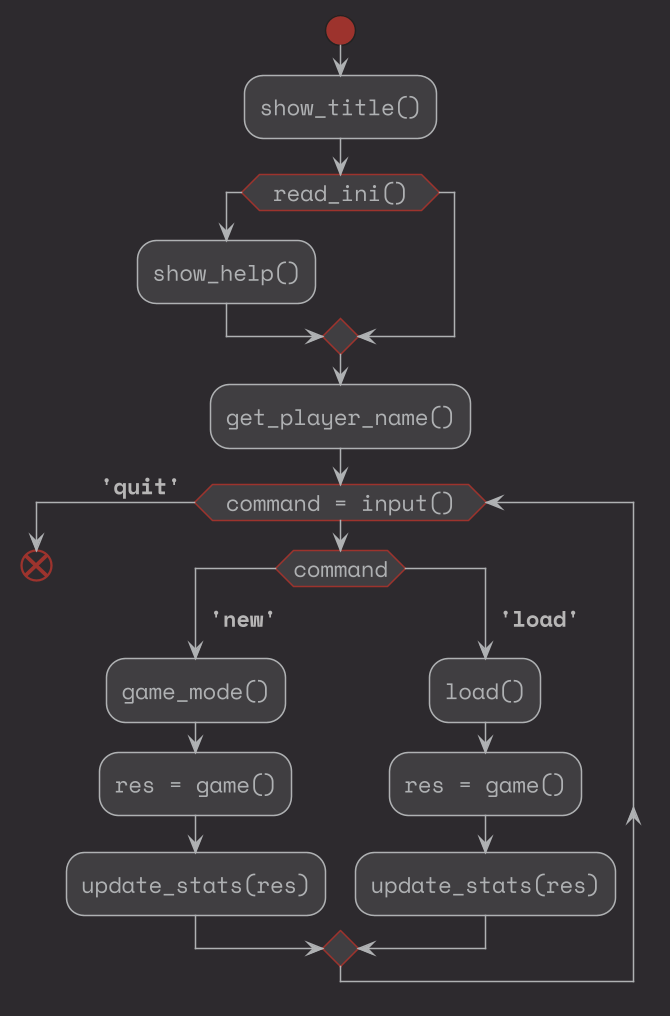 show_title()
read_ini()
show_help()
get_player_name()
'quit'
command = input()
command
'new'
'load'
game_mode()
load()
res = game()
res = game()
update_stats(res)
update_stats(res)